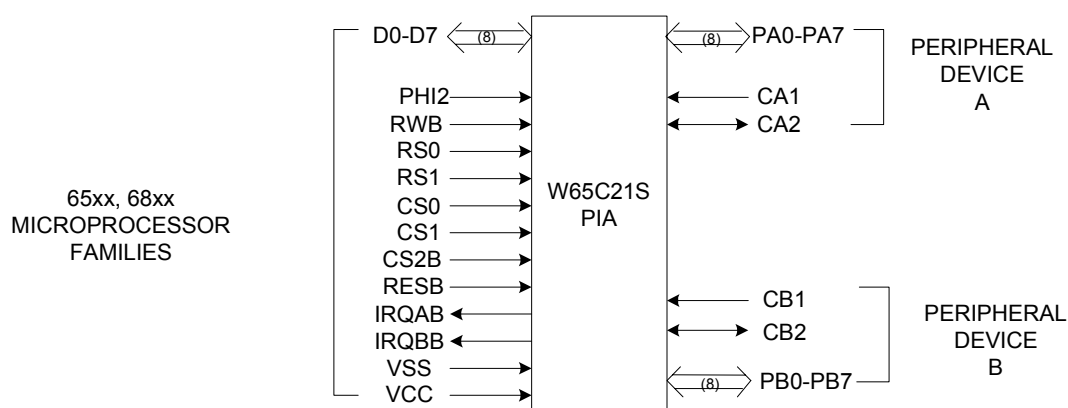 D0-D7
(8)
PHI2
RWB
RS0
RS1
CS0
CS1
CS2B
RESB
IRQAB
IRQBB
VSS
VCC
65xx, 68xx
MICROPROCESSOR
FAMILIES
W65C21S
PIA
(8)
PA0-PA7
CA1
CA2
PERIPHERAL
DEVICE
A
CB1
CB2
(8)
PB0-PB7
PERIPHERAL
DEVICE
B